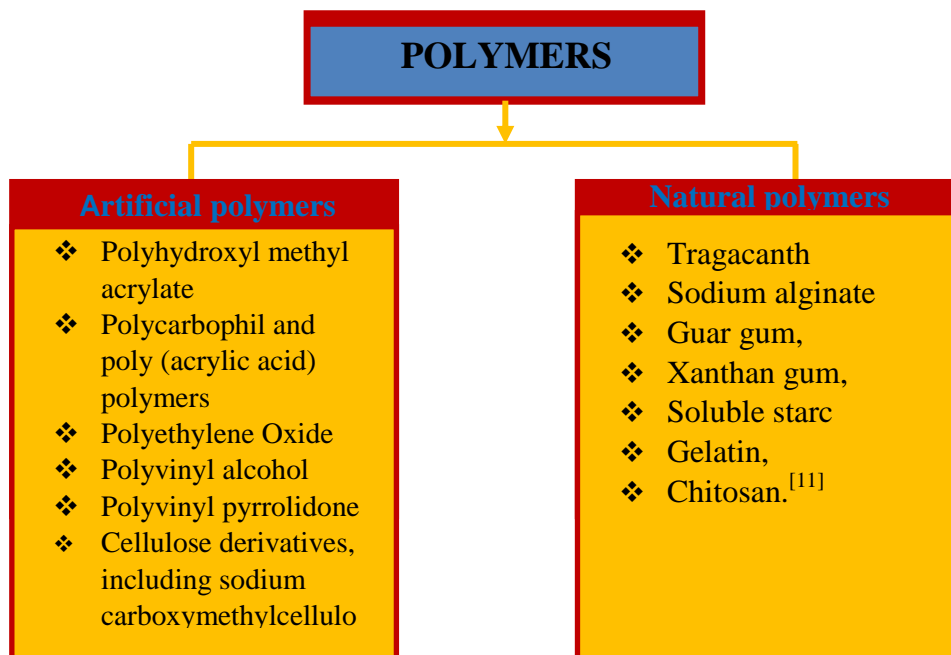 POLYMERS
Artificial polymers
❖ Polyhydroxyl methyl
acrylate
❖ Polycarbophil and
poly (acrylic acid)
polymers
❖ Polyethylene Oxide
❖ Polyvinyl alcohol
❖ Polyvinyl pyrrolidone
❖ Cellulose derivatives,
including sodium
carboxymethylcellulo
Natural polymers
❖ Tragacanth
❖ Sodium alginate
❖ Guar gum,
❖ Xanthan gum,
❖ Soluble starc
❖ Gelatin,
❖ Chitosan.[11]